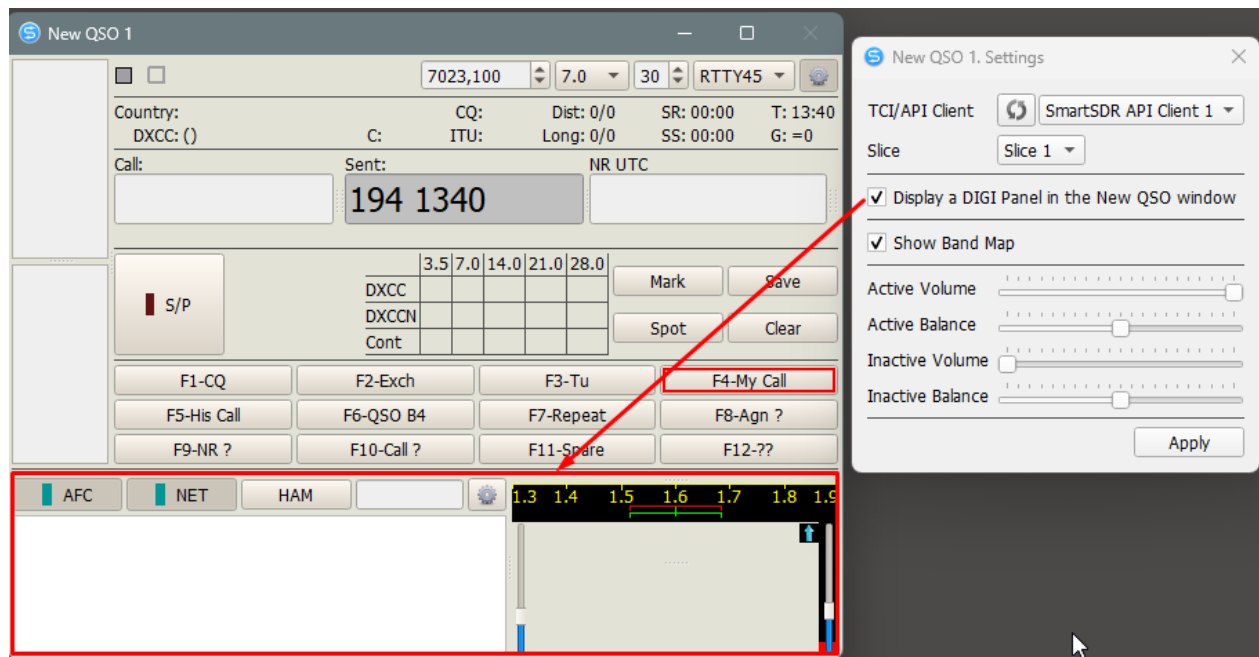 New QSO 1
7023,100 7.0 30 RTTY45
Country: CQ: Dist: 0/0 SR: 00:00 T: 13:40
DXCC: () C: ITU: Long: 0/0 SS: 00:00 G: =0
Call: Sent: NR UTC
194 1340
3.5 7.0 14.0 21.0 28.0
DXCC
DXCCN
Cont
S/P
Mark Save
Spot Clear
F1-CQ F2-Exch F3-Tu F4-My Call
F5-His Call F6-QSO B4 F7-Repeat F8-Agn ?
F9-NR ? F10-Call ? F11-Spare F12-??
AFC NET HAM
1.3 1.4 1.5 1.6 1.7 1.8 1.9
New QSO 1. Settings
TCI/API Client SmartSDR API Client 1
Slice Slice 1
Display a DIGI Panel in the New QSO window
Show Band Map
Active Volume
Active Balance
Inactive Volume
Inactive Balance
Apply